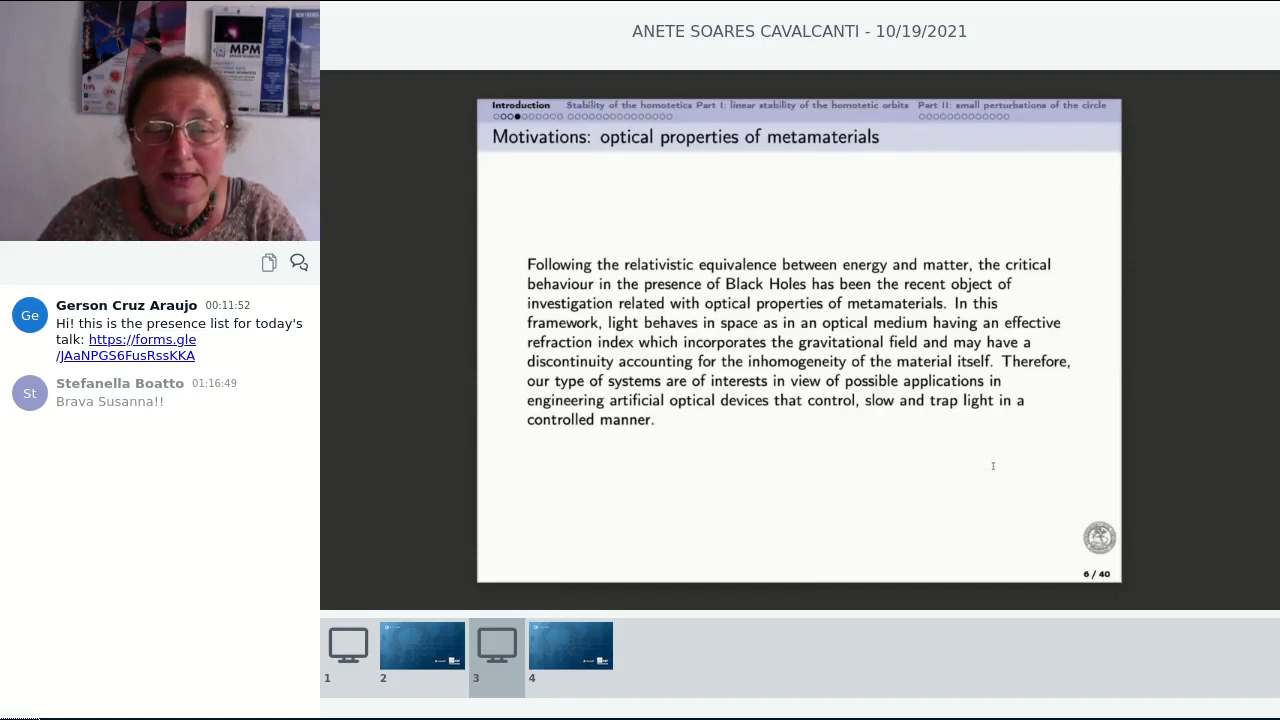 ANETE SOARES CAVALCANTI - 10/19/2021
MPM
Gerson Cruz Araujo 00:11:52
Ge
Hi! this is the presence list for today's
talk: https://forms.gle
/JAaNPGS6FusRssKKA
Stefanella Boatto 01:16:49
St
Brava Susanna!!
Introduction Stability of the homotetics Part I: linear stability of the homotetic orbits Part II: small perturbations of the circle
Motivations: optical properties of metamaterials
Following the relativistic equivalence between energy and matter, the critical
behaviour in the presence of Black Holes has been the recent object of
investigation related with optical properties of metamaterials. In this
framework, light behaves in space as in an optical medium having an effective
refraction index which incorporates the gravitational field and may have a
discontinuity accounting for the inhomogeneity of the material itself. Therefore,
our type of systems are of interests in view of possible applications in
engineering artificial optical devices that control, slow and trap light in a
controlled manner.
6 / 40
1
2
3
4